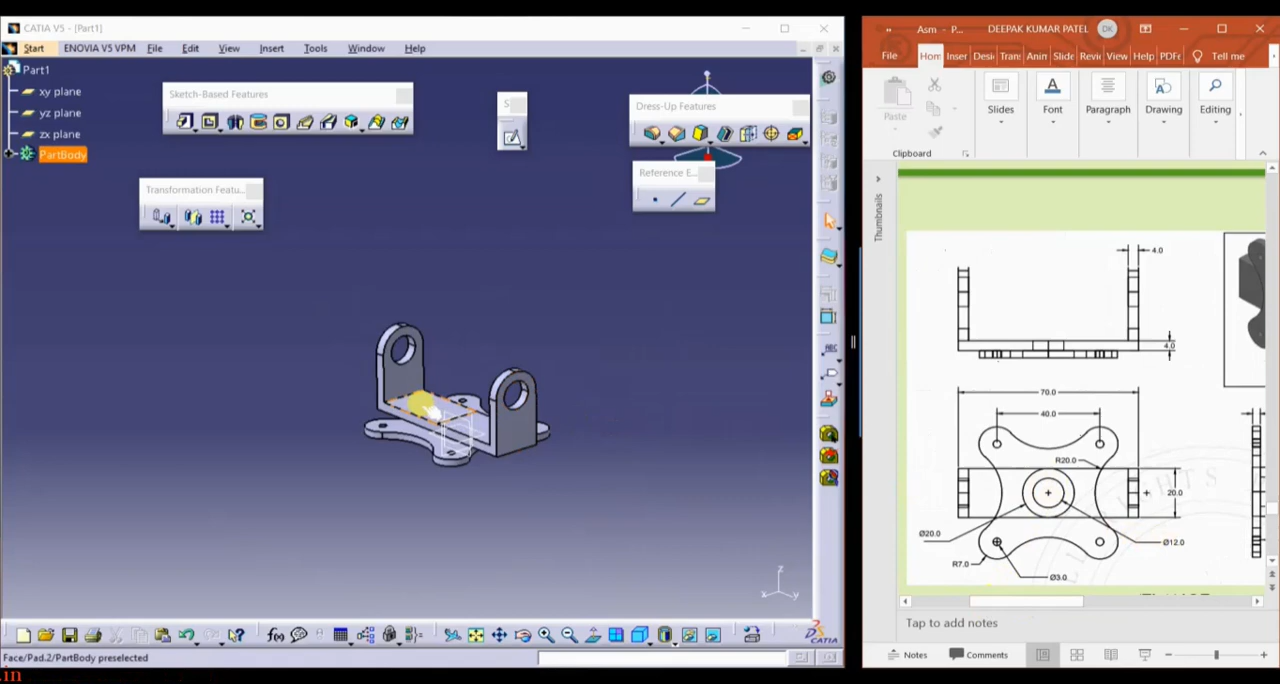 CATIA V5 - [Part1]
Start ENOVIA V5 VPM File Edit View Insert Tools Window Help
Part1
xy plane
yz plane
zx plane
PartBody
Sketch-Based Features
S
Dress-Up Features
Reference E...
Transformation Featu...
ABC
z
x
y
f(x)
CATIA
Face/Pad.2/PartBody preselected
.in
Asm - P...
DEEPAK KUMAR PATEL
DK
File Hom Inser Desi Tran Anim Slide Revi View Help PDFe Tell me
Paste
Slides
Font
Paragraph
Drawing
Editing
Clipboard
Thumbnails
4.0
4.0
70.0
40.0
R20.0
20.0
Ø20.0
Ø12.0
R7.0
Ø3.0
Tap to add notes
Notes
Comments